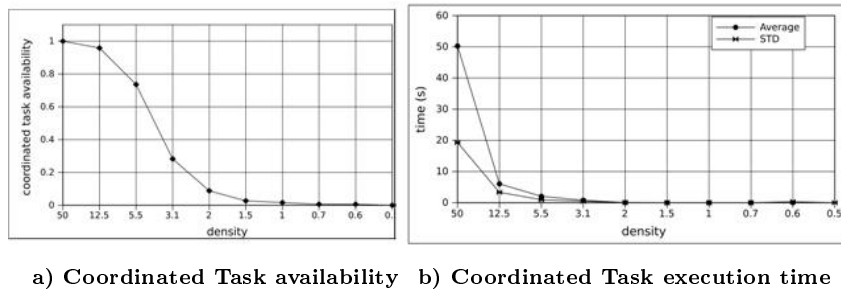 coordinated task availability
1
0.8
0.6
0.4
0.2
0
50 12.5 5.5 3.1 2 1.5 1 0.7 0.6 0.
density
Average
STD
time (s)
60
50
40
30
20
10
0
50 12.5 5.5 3.1 2 1.5 1 0.7 0.6 0.5
density
a) Coordinated Task availability b) Coordinated Task execution time